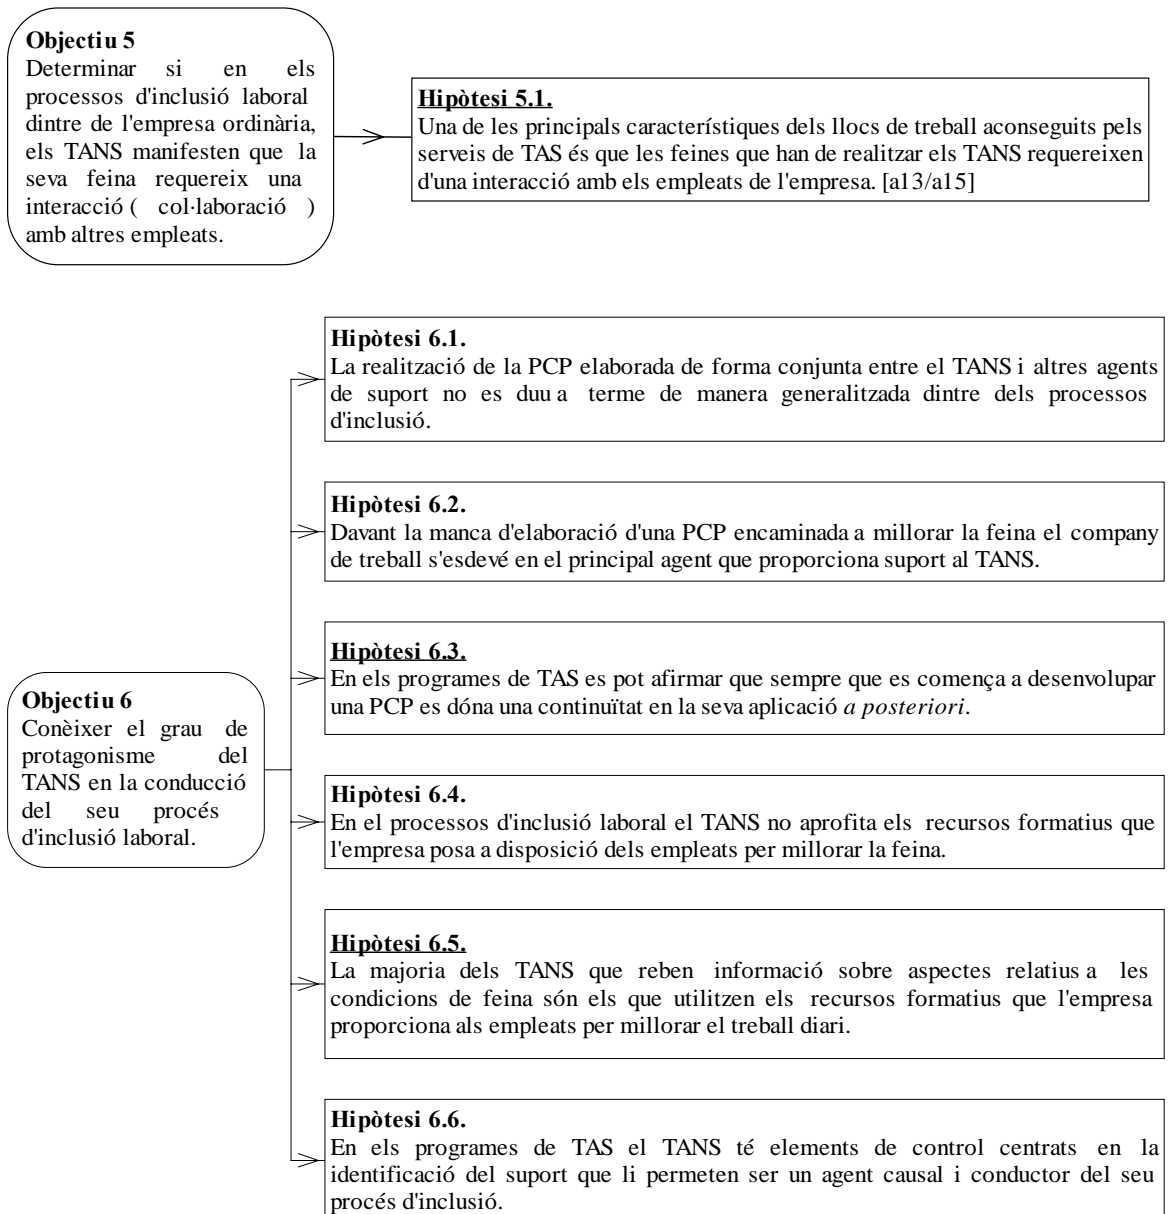 Objectiu 5
Determinar si en els
processos d'inclusió laboral
dintre de l'empresa ordinària,
els TANS manifesten que la
seva feina requereix una
interacció ( col·laboració )
amb altres empleats.
Hipòtesi 5.1.
Una de les principals característiques dels llocs de treball aconseguits pels
serveis de TAS és que les feines que han de realitzar els TANS requereixen
d'una interacció amb els empleats de l'empresa. [a13/a15]
Objectiu 6
Conèixer el grau de
protagonisme del
TANS en la conducció
del seu procés
d'inclusió laboral.
Hipòtesi 6.1.
La realització de la PCP elaborada de forma conjunta entre el TANS i altres agents
de suport no es duu a terme de manera generalitzada dintre dels processos
d'inclusió.
Hipòtesi 6.2.
Davant la manca d'elaboració d'una PCP encaminada a millorar la feina el company
de treball s'esdevé en el principal agent que proporciona suport al TANS.
Hipòtesi 6.3.
En els programes de TAS es pot afirmar que sempre que es comença a desenvolupar
una PCP es dóna una continuïtat en la seva aplicació a posteriori.
Hipòtesi 6.4.
En el processos d'inclusió laboral el TANS no aprofita els recursos formatius que
l'empresa posa a disposició dels empleats per millorar la feina.
Hipòtesi 6.5.
La majoria dels TANS que reben informació sobre aspectes relatius a les
condicions de feina són els que utilitzen els recursos formatius que l'empresa
proporciona als empleats per millorar el treball diari.
Hipòtesi 6.6.
En els programes de TAS el TANS té elements de control centrats en la
identificació del suport que li permeten ser un agent causal i conductor del seu
procés d'inclusió.